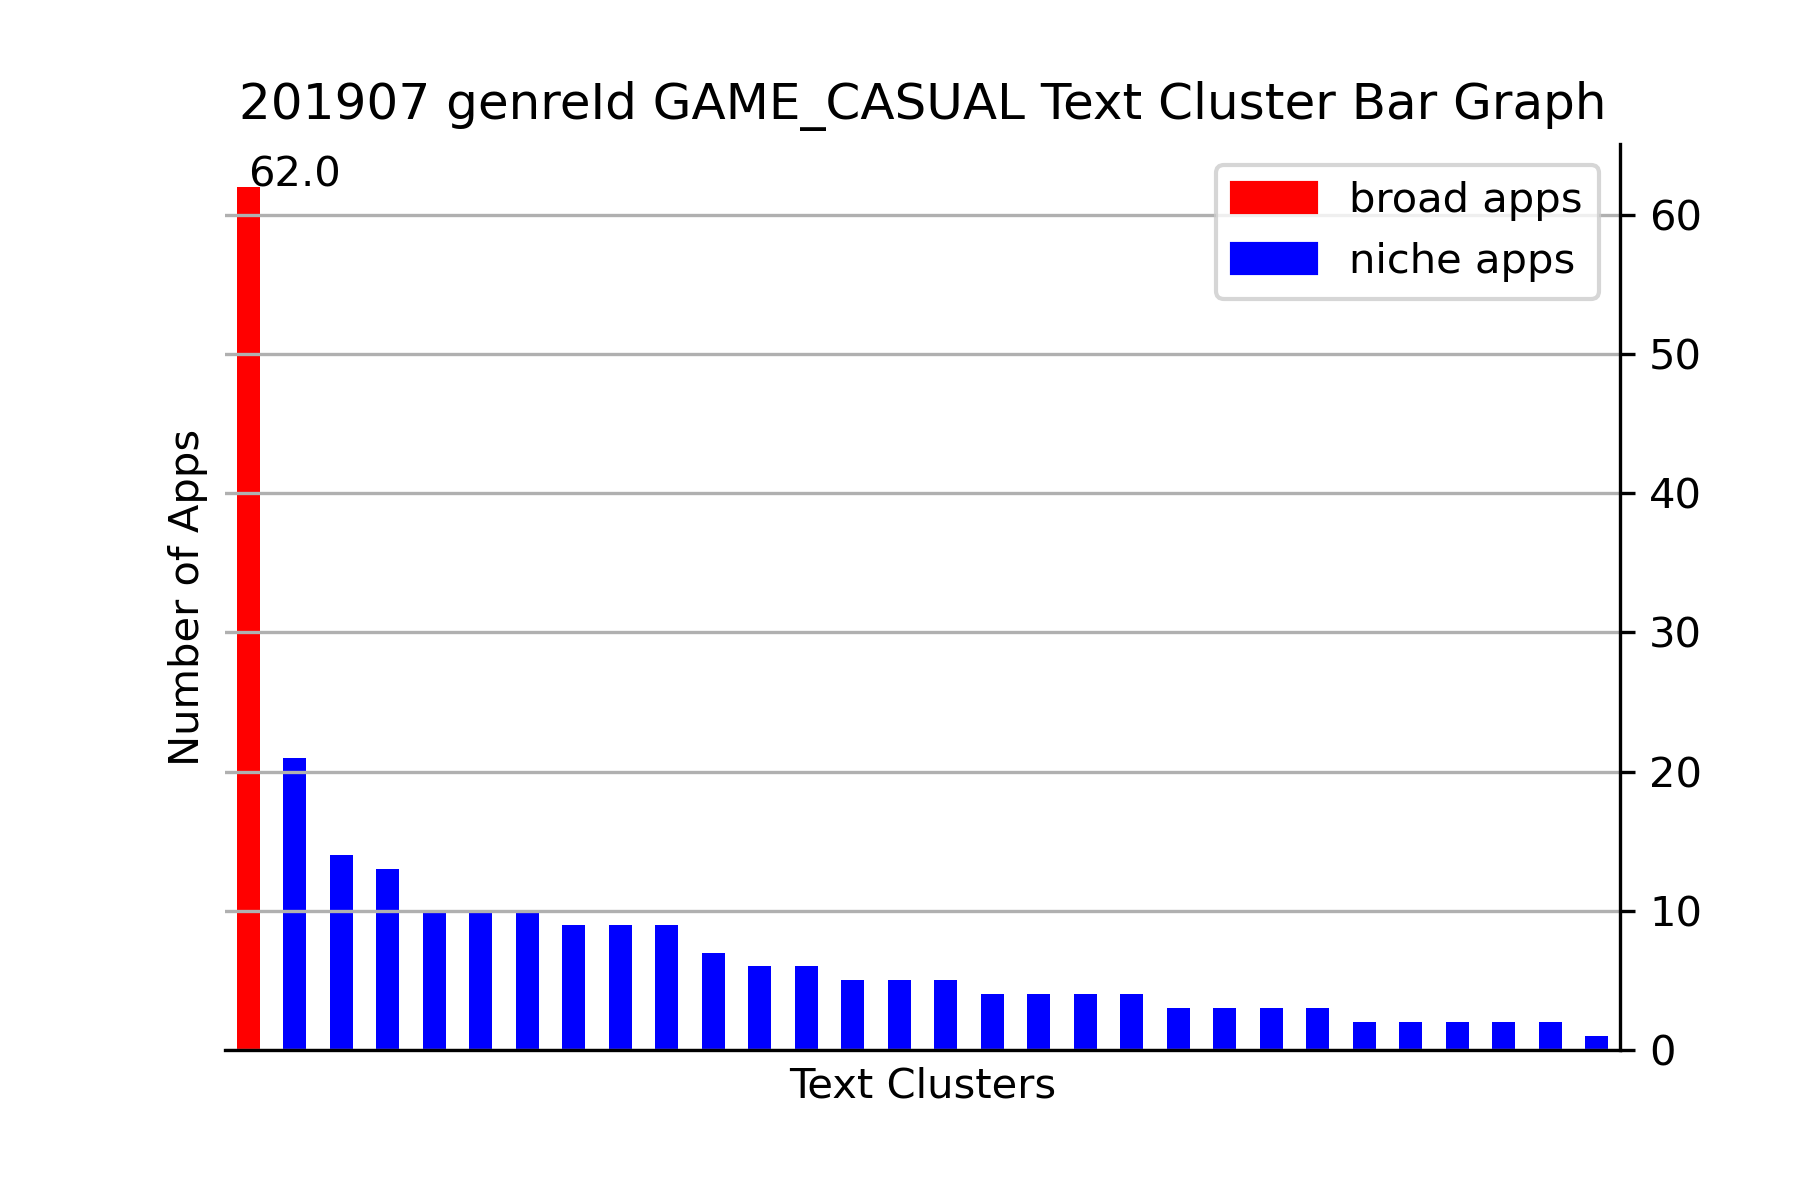 201907 genreId GAME_CASUAL Text Cluster Bar Graph
62.0
broad apps
niche apps
60
50
40
30
20
10
0
Number of Apps
Text Clusters